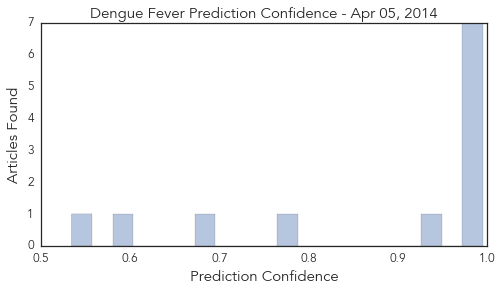 Dengue Fever Prediction Confidence - Apr 05, 2014
Articles Found
7
6
5
4
3
2
1
0
0.5 0.6 0.7 0.8 0.9 1.0
Prediction Confidence